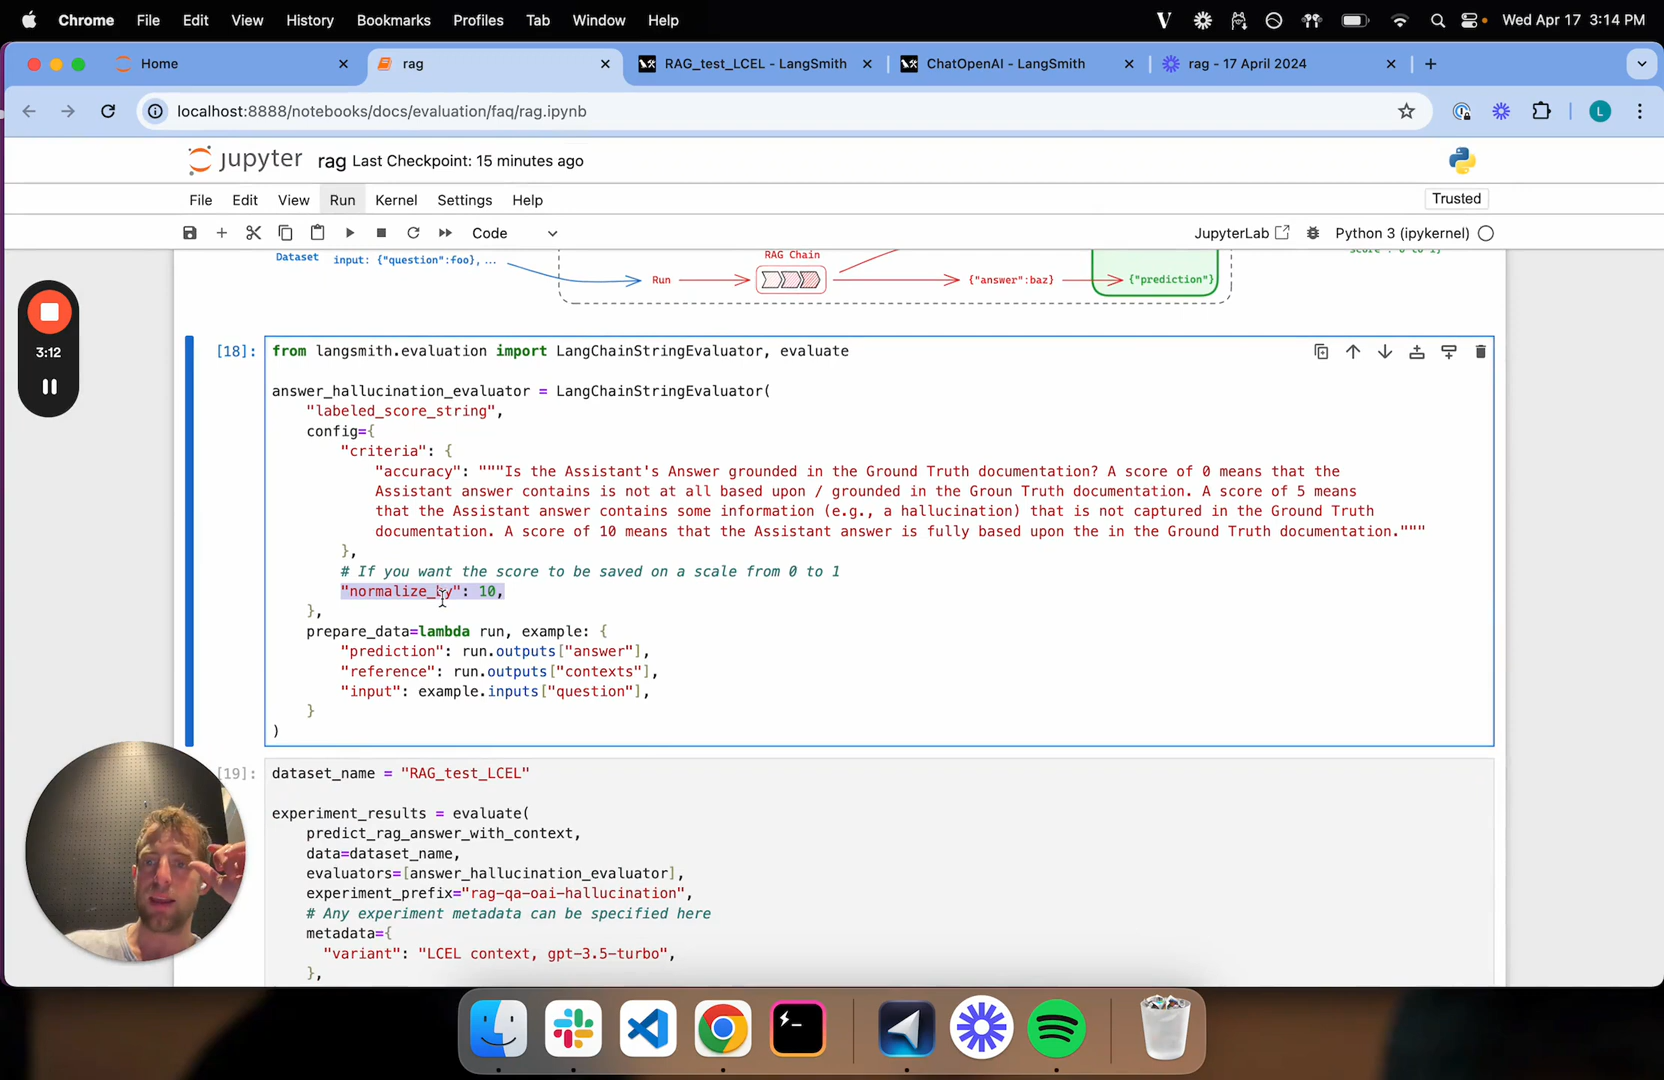 Chrome File Edit View History Bookmarks Profiles Tab Window Help Wed Apr 17 3:14 PM
Home rag RAG_test_LCEL - LangSmith ChatOpenAI - LangSmith rag - 17 April 2024
localhost:8888/notebooks/docs/evaluation/faq/rag.ipynb L
jupyter rag Last Checkpoint: 15 minutes ago
File Edit View Run Kernel Settings Help Trusted
Code JupyterLab Python 3 (ipykernel)
RAG Chain
Dataset input: {"question":foo}, ...
Run {"answer":baz} {"prediction"}
3:12
[18]: from langsmith.evaluation import LangChainStringEvaluator, evaluate
answer_hallucination_evaluator = LangChainStringEvaluator(
"labeled_score_string",
config={
"criteria": {
"accuracy": """Is the Assistant's Answer grounded in the Ground Truth documentation? A score of 0 means that the
Assistant answer contains is not at all based upon / grounded in the Groun Truth documentation. A score of 5 means
that the Assistant answer contains some information (e.g., a hallucination) that is not captured in the Ground Truth
documentation. A score of 10 means that the Assistant answer is fully based upon the in the Ground Truth documentation."""
},
# If you want the score to be saved on a scale from 0 to 1
"normalize_by": 10,
},
prepare_data=lambda run, example: {
"prediction": run.outputs["answer"],
"reference": run.outputs["contexts"],
"input": example.inputs["question"],
}
)
[19]: dataset_name = "RAG_test_LCEL"
experiment_results = evaluate(
predict_rag_answer_with_context,
data=dataset_name,
evaluators=[answer_hallucination_evaluator],
experiment_prefix="rag-qa-oai-hallucination",
# Any experiment metadata can be specified here
metadata={
"variant": "LCEL context, gpt-3.5-turbo",
},